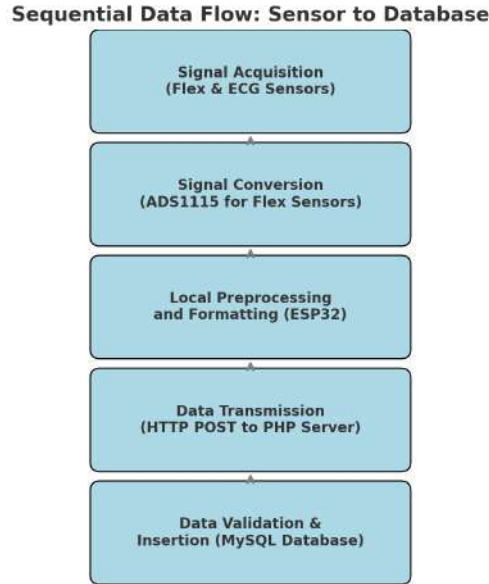 Sequential Data Flow: Sensor to Database
Signal Acquisition
(Flex & ECG Sensors)
Signal Conversion
(ADS1115 for Flex Sensors)
Local Preprocessing
and Formatting (ESP32)
Data Transmission
(HTTP POST to PHP Server)
Data Validation &
Insertion (MySQL Database)